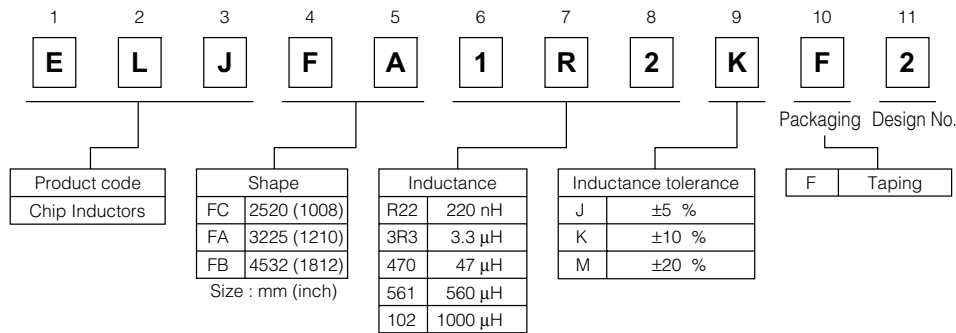 1 2 3 4 5 6 7 8 9 10 11
E L J F A 1 R 2 K F 2
Packaging Design No.
Product code
Chip Inductors
Shape
FC 2520 (1008)
FA 3225 (1210)
FB 4532 (1812)
Size : mm (inch)
Inductance
R22 220 nH
3R3 3.3 μH
470 47 μH
561 560 μH
102 1000 μH
Inductance tolerance
J ±5 %
K ±10 %
M ±20 %
F Taping